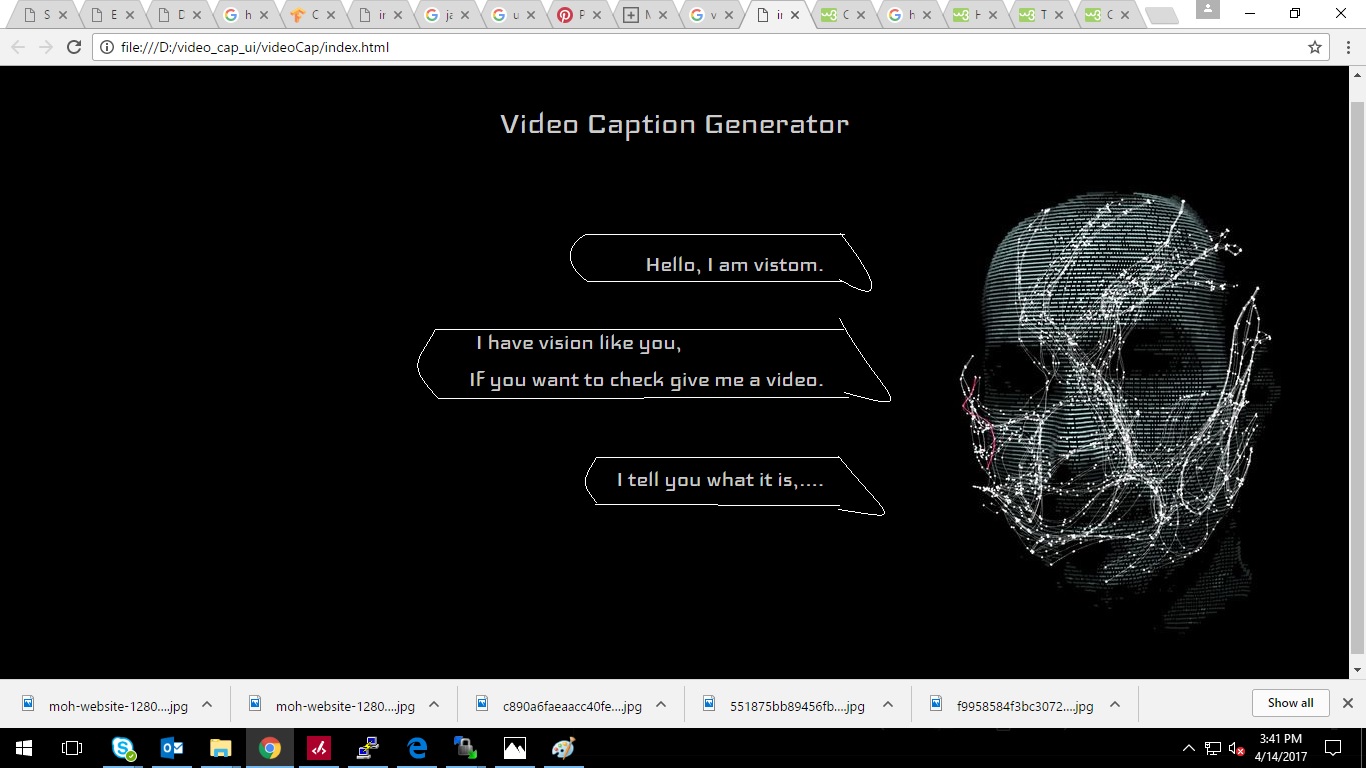 S
E
D
h
C
in
ja
u
P
M
v
in
C
h
H
T
C
file:///D:/video_cap_ui/videoCap/index.html
Video Caption Generator
Hello, I am vistom.
I have vision like you,
IF you want to check give me a video.
I tell you what it is,....
moh-website-1280....jpg
moh-website-1280....jpg
c890a6faeaacc40fe....jpg
551875bb89456fb....jpg
f9958584f3bc3072....jpg
Show all
3:41 PM
4/14/2017